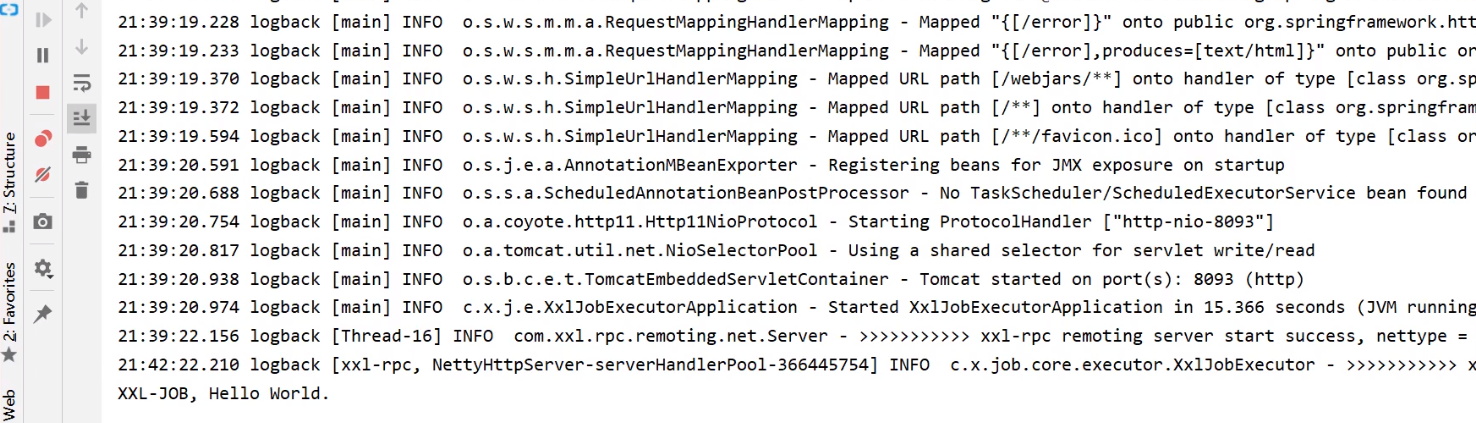 21:39:19.228 logback [main] INFO  o.s.w.s.m.m.a.RequestMappingHandlerMapping - Mapped "{[/error]}" onto public org.springframework.htt
21:39:19.233 logback [main] INFO  o.s.w.s.m.m.a.RequestMappingHandlerMapping - Mapped "{[/error],produces=[text/html]}" onto public or
21:39:19.370 logback [main] INFO  o.s.w.s.h.SimpleUrlHandlerMapping - Mapped URL path [/webjars/**] onto handler of type [class org.sp
21:39:19.372 logback [main] INFO  o.s.w.s.h.SimpleUrlHandlerMapping - Mapped URL path [/**] onto handler of type [class org.springfram
21:39:19.594 logback [main] INFO  o.s.w.s.h.SimpleUrlHandlerMapping - Mapped URL path [/**/favicon.ico] onto handler of type [class or
21:39:20.591 logback [main] INFO  o.s.j.e.a.AnnotationMBeanExporter - Registering beans for JMX exposure on startup
21:39:20.688 logback [main] INFO  o.s.s.a.ScheduledAnnotationBeanPostProcessor - No TaskScheduler/ScheduledExecutorService bean found
21:39:20.754 logback [main] INFO  o.a.coyote.http11.Http11NioProtocol - Starting ProtocolHandler ["http-nio-8093"]
21:39:20.817 logback [main] INFO  o.a.tomcat.util.net.NioSelectorPool - Using a shared selector for servlet write/read
21:39:20.938 logback [main] INFO  o.s.b.c.e.t.TomcatEmbeddedServletContainer - Tomcat started on port(s): 8093 (http)
21:39:20.974 logback [main] INFO  c.x.j.e.XxlJobExecutorApplication - Started XxlJobExecutorApplication in 15.366 seconds (JVM running
21:39:22.156 logback [Thread-16] INFO  com.xxl.rpc.remoting.net.Server - >>>>>>>>>>> xxl-rpc remoting server start success, nettype =
21:42:22.210 logback [xxl-rpc, NettyHttpServer-serverHandlerPool-366445754] INFO  c.x.job.core.executor.XxlJobExecutor - >>>>>>>>>>> x
XXL-JOB, Hello World.
Z: Structure
2: Favorites
Web